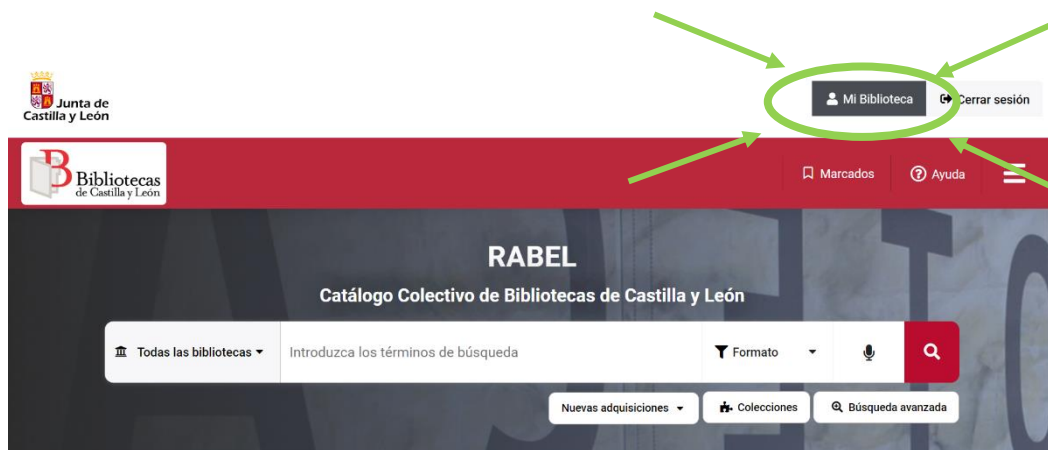 Junta de
Castilla y León
Mi Biblioteca
Cerrar sesión
Bibliotecas
de Castilla y León
Marcados
Ayuda
RABEL
Catálogo Colectivo de Bibliotecas de Castilla y León
Todas las bibliotecas
Introduzca los términos de búsqueda
Formato
Nuevas adquisiciones
Colecciones
Búsqueda avanzada